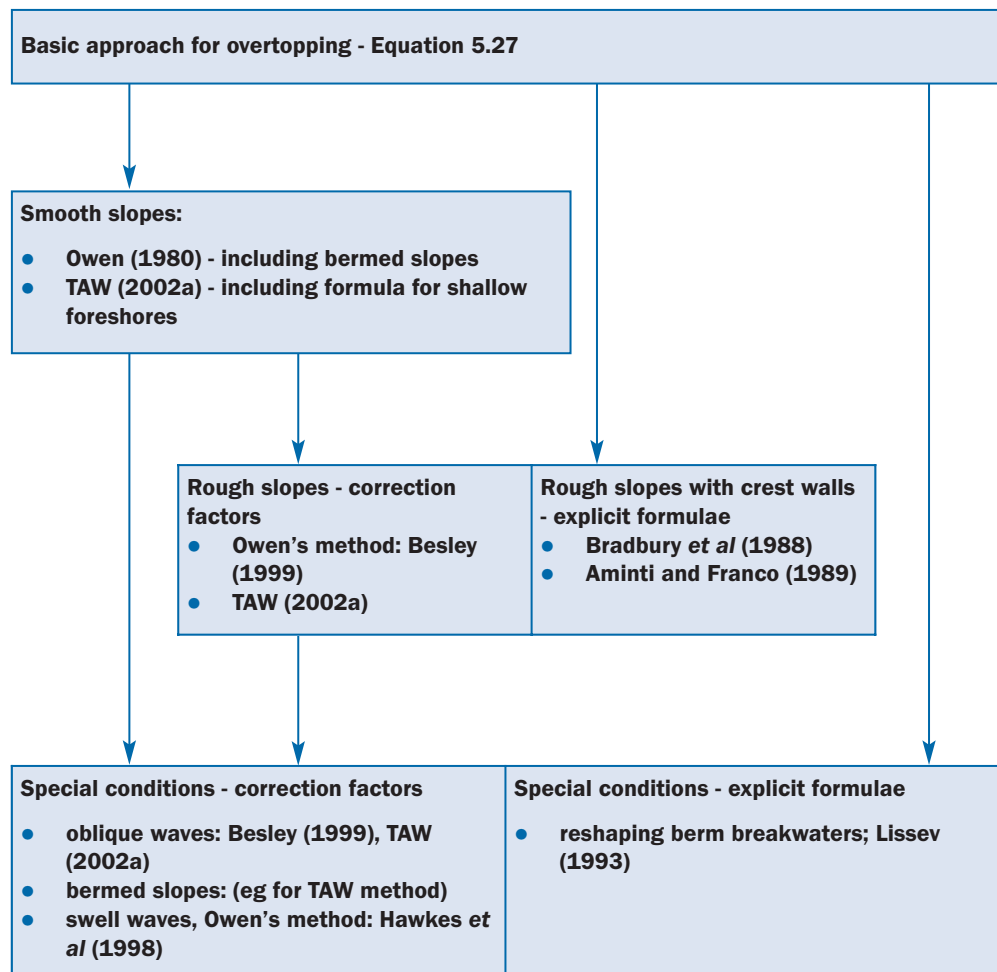 Basic approach for overtopping - Equation 5.27
Smooth slopes:
● Owen (1980) - including bermed slopes
● TAW (2002a) - including formula for shallow
foreshores
Rough slopes - correction
factors
● Owen's method: Besley
(1999)
● TAW (2002a)
Rough slopes with crest walls
- explicit formulae
● Bradbury et al (1988)
● Aminti and Franco (1989)
Special conditions - correction factors
● oblique waves: Besley (1999), TAW
(2002a)
● bermed slopes: (eg for TAW method)
● swell waves, Owen's method: Hawkes et
al (1998)
Special conditions - explicit formulae
● reshaping berm breakwaters; Lissev
(1993)